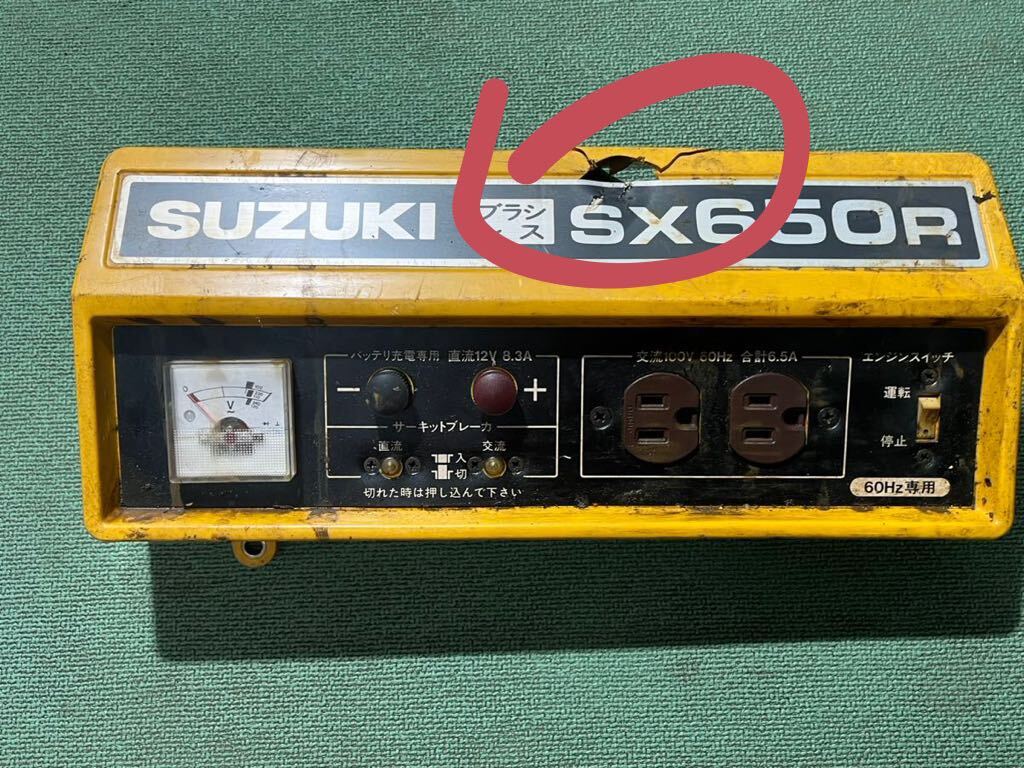 SUZUKI ブラシ SX650R
レス
バッテリ充電専用 直流12V 8.3A
交流100V 60Hz 合計6.5A
エンジンスイッチ
0
V
− +
運転
サーキットブレーカ
直流 交流
入
切
停止
切れた時は押し込んで下さい
60Hz専用